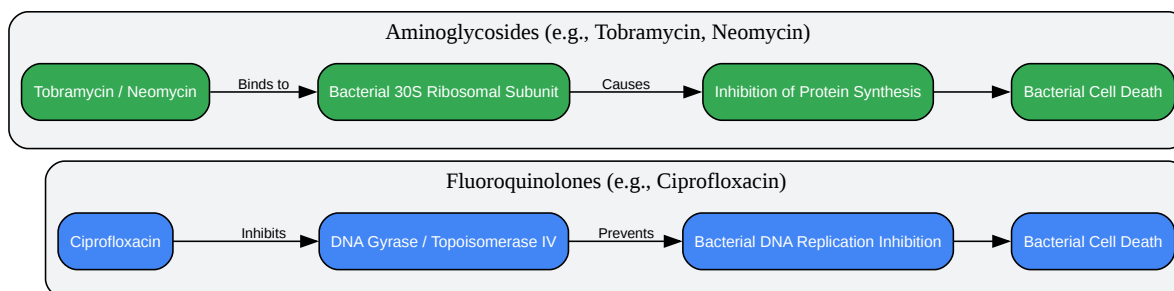 Aminoglycosides (e.g., Tobramycin, Neomycin)
Tobramycin / Neomycin
Binds to
Bacterial 30S Ribosomal Subunit
Causes
Inhibition of Protein Synthesis
Bacterial Cell Death
Fluoroquinolones (e.g., Ciprofloxacin)
Ciprofloxacin
Inhibits
DNA Gyrase / Topoisomerase IV
Prevents
Bacterial DNA Replication Inhibition
Bacterial Cell Death